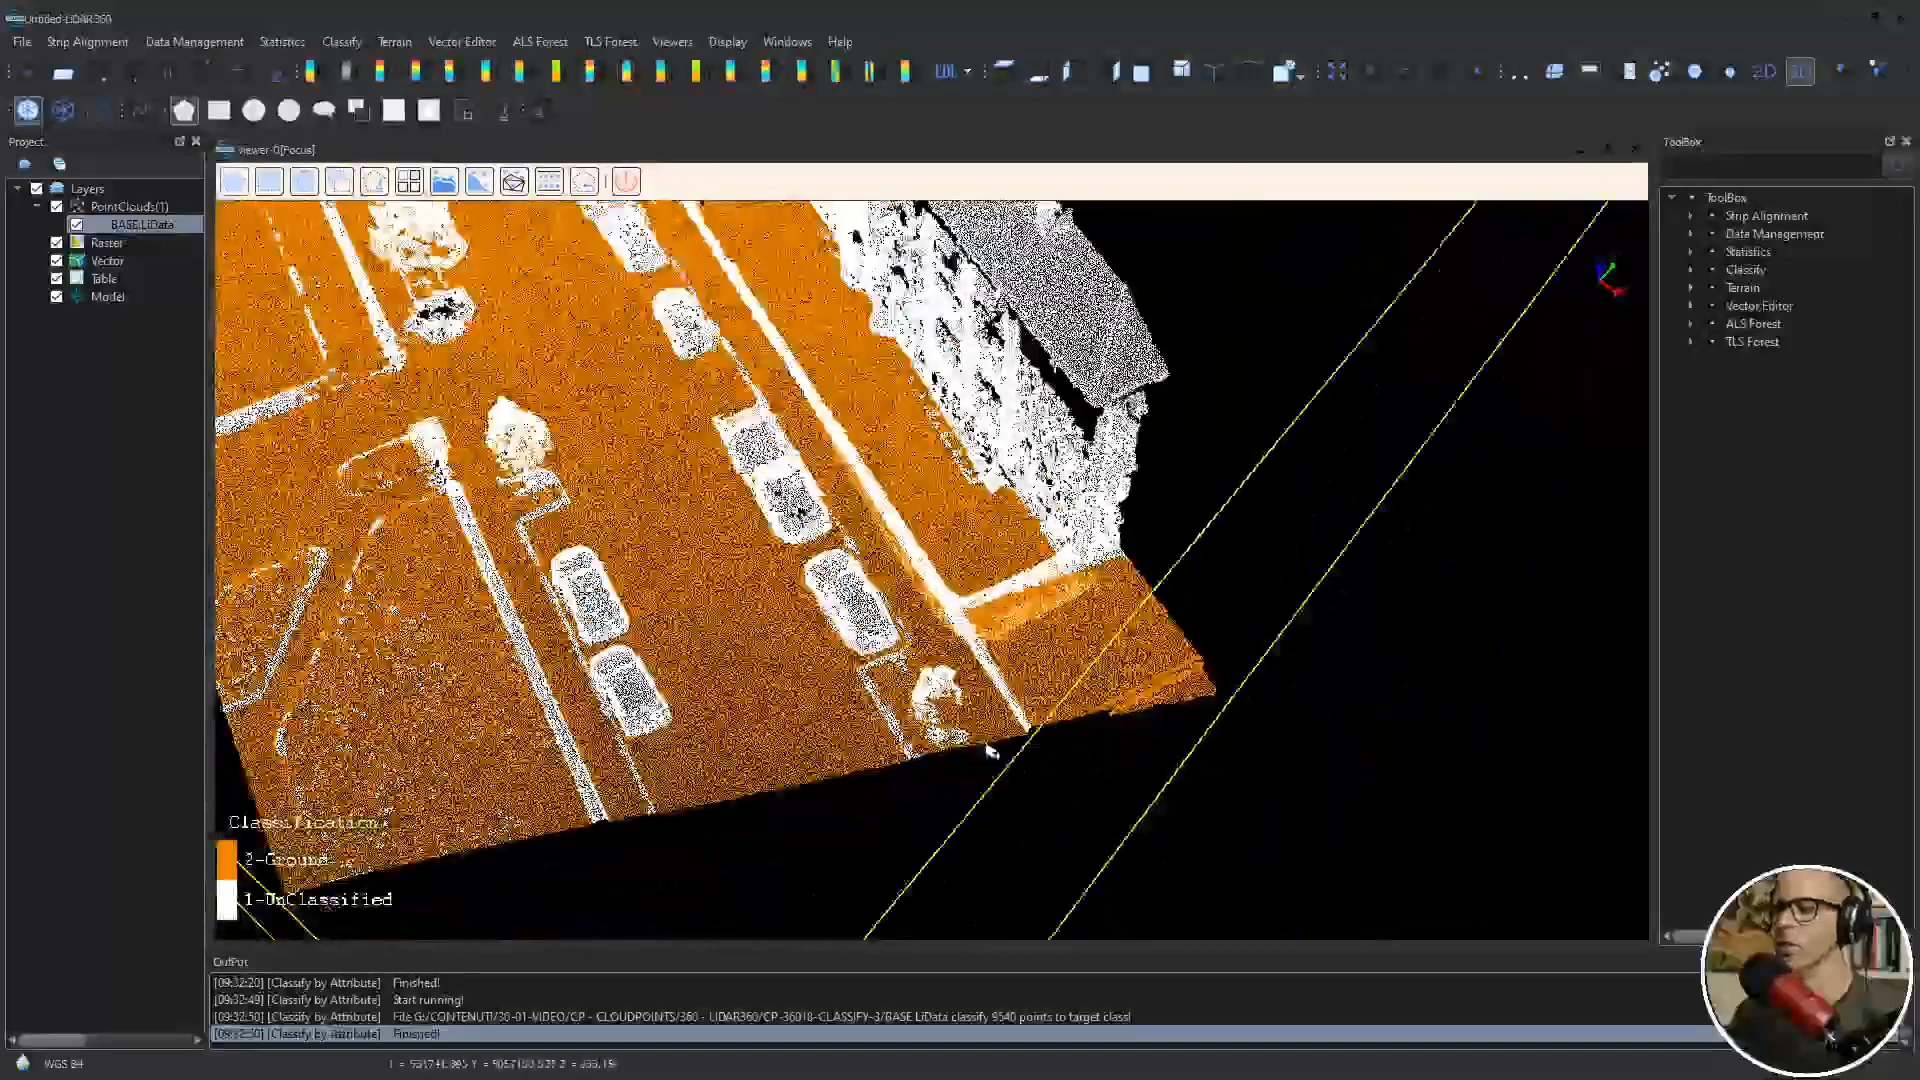 Untitled-LiDAR360
File Strip Alignment Data Management Statistics Classify Terrain Vector Editor ALS Forest TLS Forest Viewers Display Windows Help
LDL 2D 3D
Project
viewer-0[Focus]
ToolBox
Layers
PointClouds(1)
BASE.LiData
Raster
Vector
Table
Model
ToolBox
Strip Alignment
Data Management
Statistics
Classify
Terrain
Vector Editor
ALS Forest
TLS Forest
Classification
2-Ground
1-UnClassified
OutPut
[09:32:20] [Classify by Attribute] Finished!
[09:32:49] [Classify by Attribute] Start running!
[09:32:50] [Classify by Attribute] File G:/CONTENUTI/30-01-VIDEO/CP - CLOUDPOINTS/360 - LIDAR360/CP-36018-CLASSIFY-3/BASE.LiData classify 9540 points to target class!
[09:32:50] [Classify by Attribute] Finished!
WGS 84